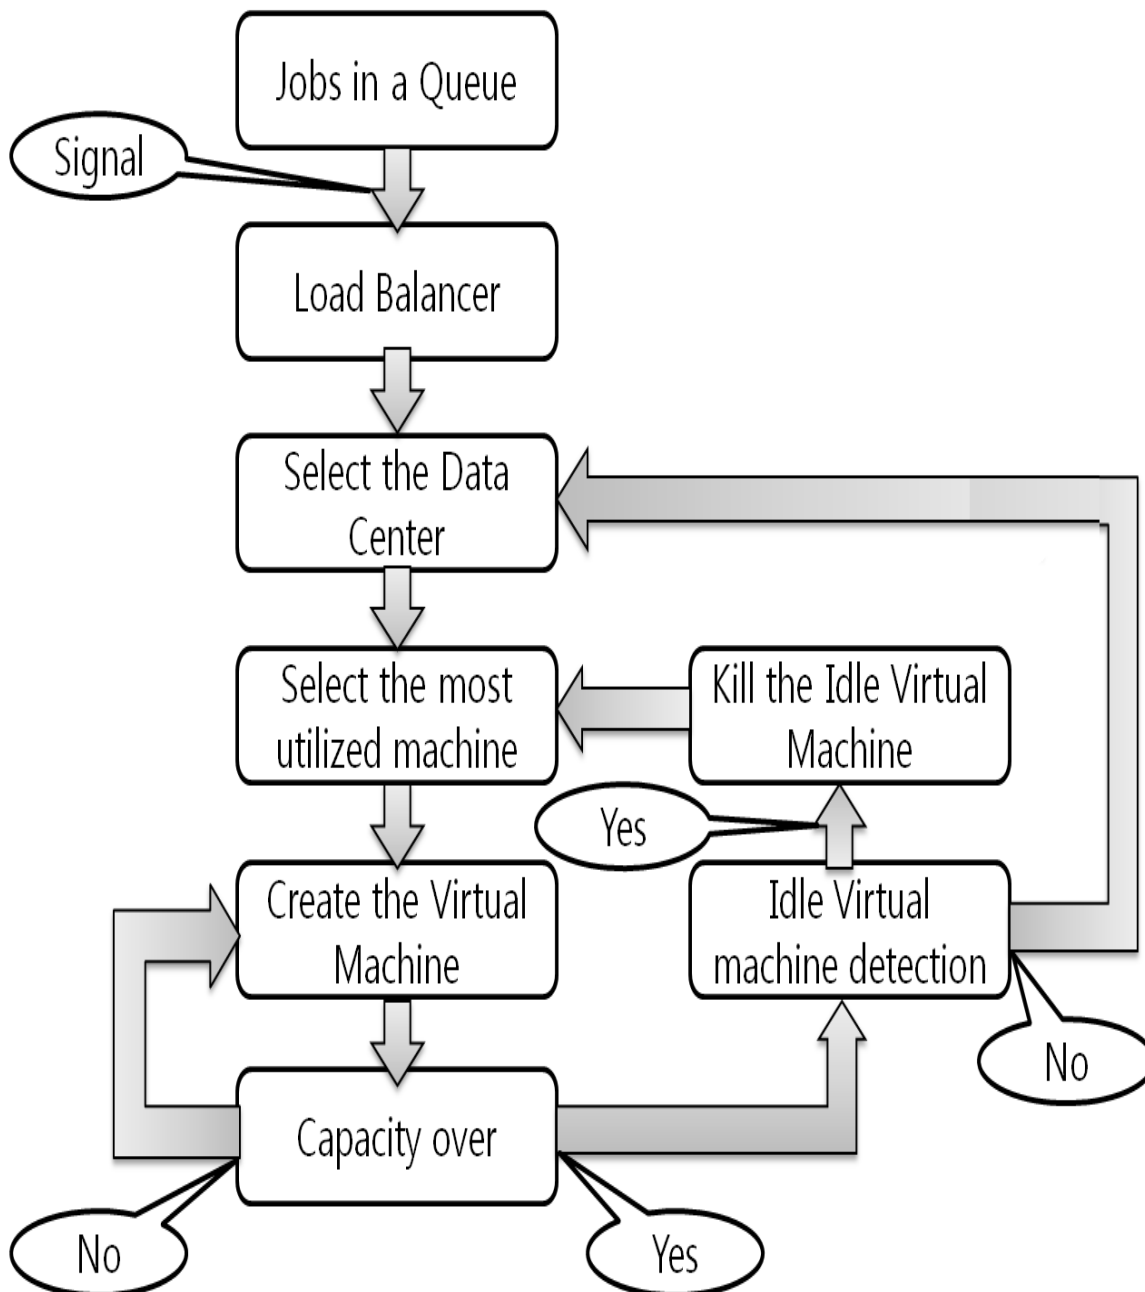 Jobs in a Queue
Signal
Load Balancer
Select the Data
Center
Select the most
utilized machine
Kill the Idle Virtual
Machine
Yes
Create the Virtual
Machine
Idle Virtual
machine detection
No
Capacity over
No
Yes